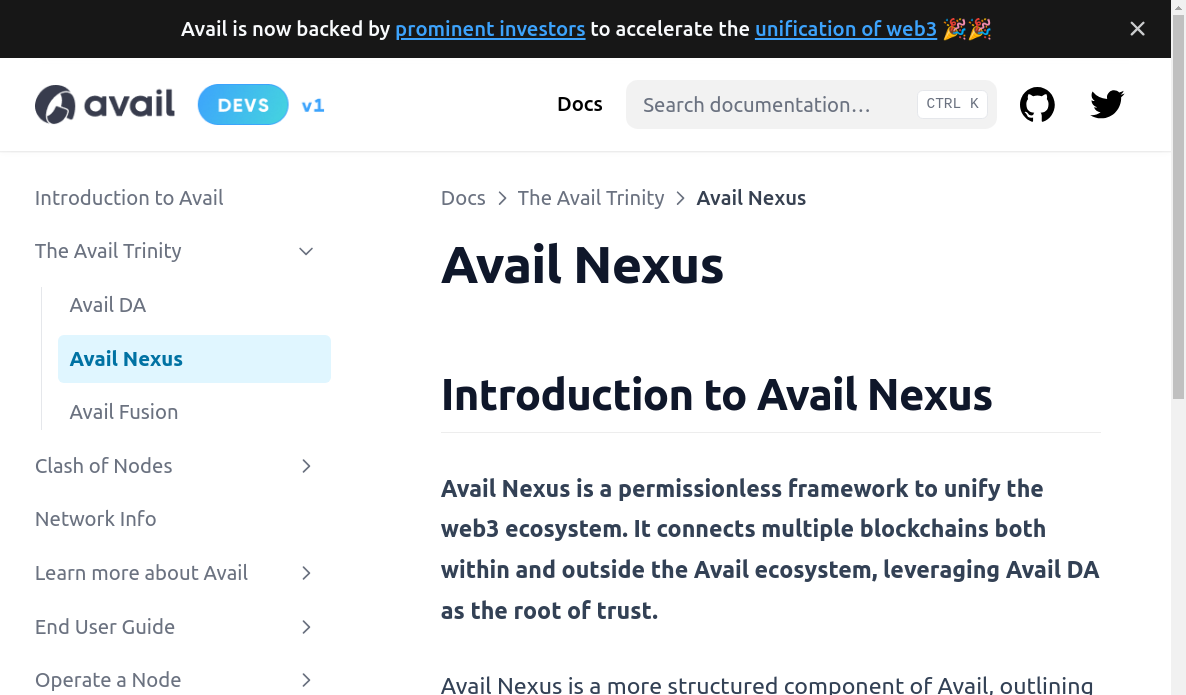 Avail is now backed by prominent investors to accelerate the unification of web3 🎉🎉
avail DEVS v1
Docs
Search documentation…
CTRL K
Introduction to Avail
The Avail Trinity
Avail DA
Avail Nexus
Avail Fusion
Clash of Nodes
Network Info
Learn more about Avail
End User Guide
Operate a Node
Docs > The Avail Trinity > Avail Nexus
Avail Nexus
Introduction to Avail Nexus
Avail Nexus is a permissionless framework to unify the
web3 ecosystem. It connects multiple blockchains both
within and outside the Avail ecosystem, leveraging Avail DA
as the root of trust.
Avail Nexus is a more structured component of Avail, outlining